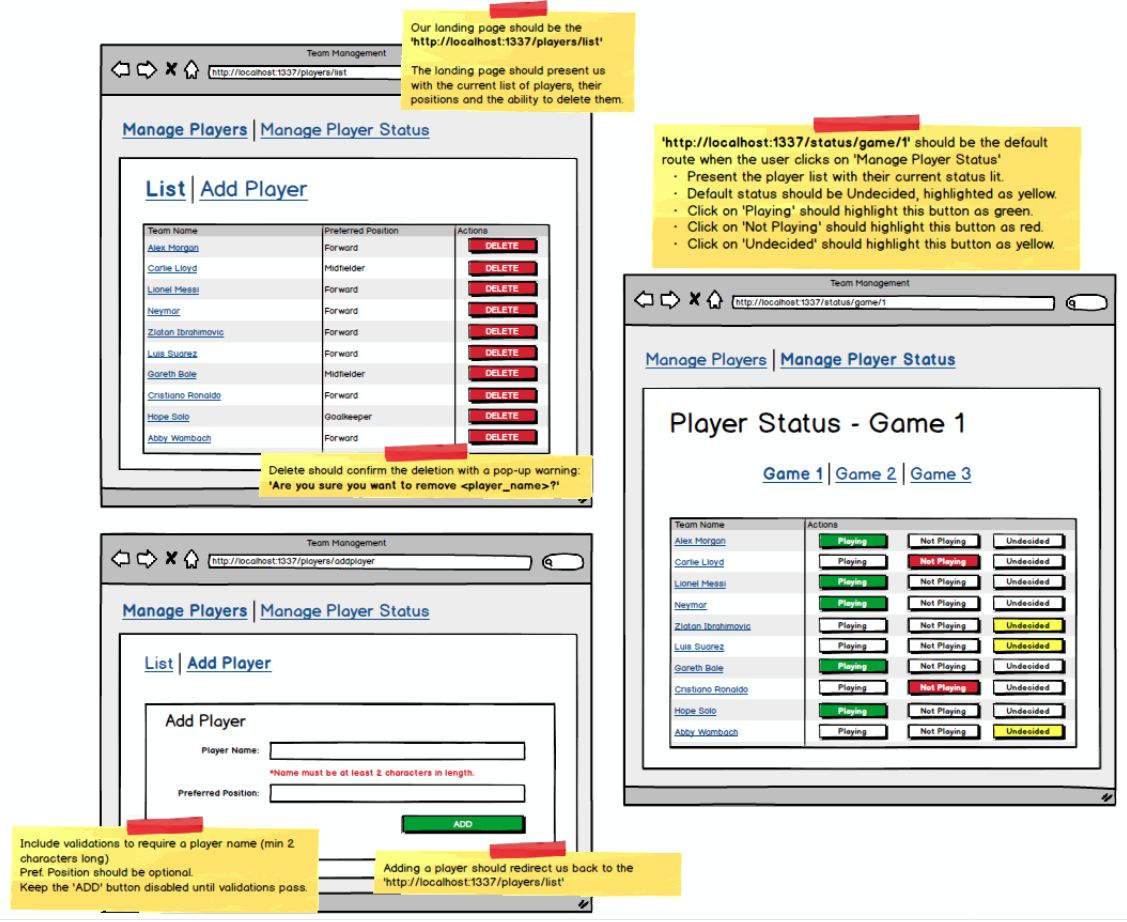 Our landing page should be the
'http://localhost:1337/players/list'
The landing page should present us
with the current list of players, their
positions and the ability to delete them.
Team Management
http://localhost:1337/players/list
Manage Players | Manage Player Status
List | Add Player
Team Name Preferred Position Actions
Alex Morgan Forward DELETE
Carlie Lloyd Midfielder DELETE
Lionel Messi Forward DELETE
Neymar Forward DELETE
Zlatan Ibrahimovic Forward DELETE
Luis Suarez Forward DELETE
Gareth Bale Midfielder DELETE
Cristiano Ronaldo Forward DELETE
Hope Solo Goalkeeper DELETE
Abby Wambach Forward DELETE
Delete should confirm the deletion with a pop-up warning:
'Are you sure you want to remove <player_name>?'
Team Management
http://localhost:1337/players/addplayer
Manage Players | Manage Player Status
List | Add Player
Add Player
Player Name:
*Name must be at least 2 characters in length.
Preferred Position:
ADD
Include validations to require a player name (min 2
characters long)
Pref. Position should be optional.
Keep the 'ADD' button disabled until validations pass.
Adding a player should redirect us back to the
'http://localhost:1337/players/list'
'http://localhost:1337/status/game/1' should be the default
route when the user clicks on 'Manage Player Status'
· Present the player list with their current status lit.
· Default status should be Undecided, highlighted as yellow.
· Click on 'Playing' should highlight this button as green.
· Click on 'Not Playing' should highlight this button as red.
· Click on 'Undecided' should highlight this button as yellow.
Team Management
http://localhost:1337/status/game/1
Manage Players | Manage Player Status
Player Status - Game 1
Game 1 | Game 2 | Game 3
Team Name Actions
Alex Morgan Playing Not Playing Undecided
Carlie Lloyd Playing Not Playing Undecided
Lionel Messi Playing Not Playing Undecided
Neymar Playing Not Playing Undecided
Zlatan Ibrahimovic Playing Not Playing Undecided
Luis Suarez Playing Not Playing Undecided
Gareth Bale Playing Not Playing Undecided
Cristiano Ronaldo Playing Not Playing Undecided
Hope Solo Playing Not Playing Undecided
Abby Wambach Playing Not Playing Undecided